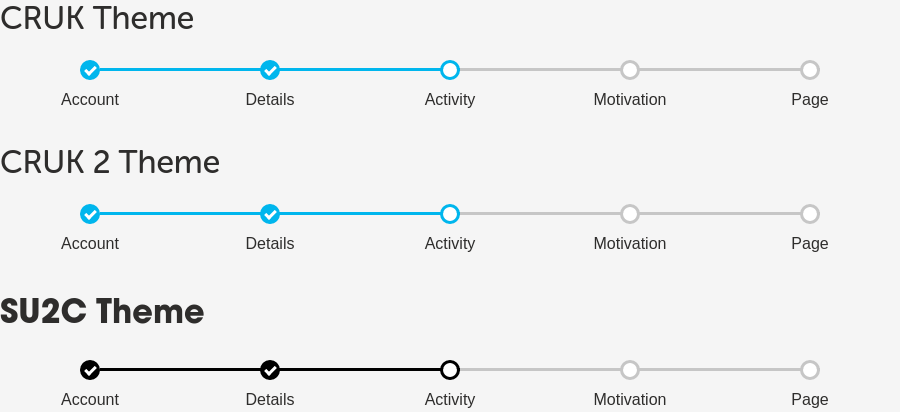 CRUK Theme
Account Details Activity Motivation Page
CRUK 2 Theme
Account Details Activity Motivation Page
SU2C Theme
Account Details Activity Motivation Page